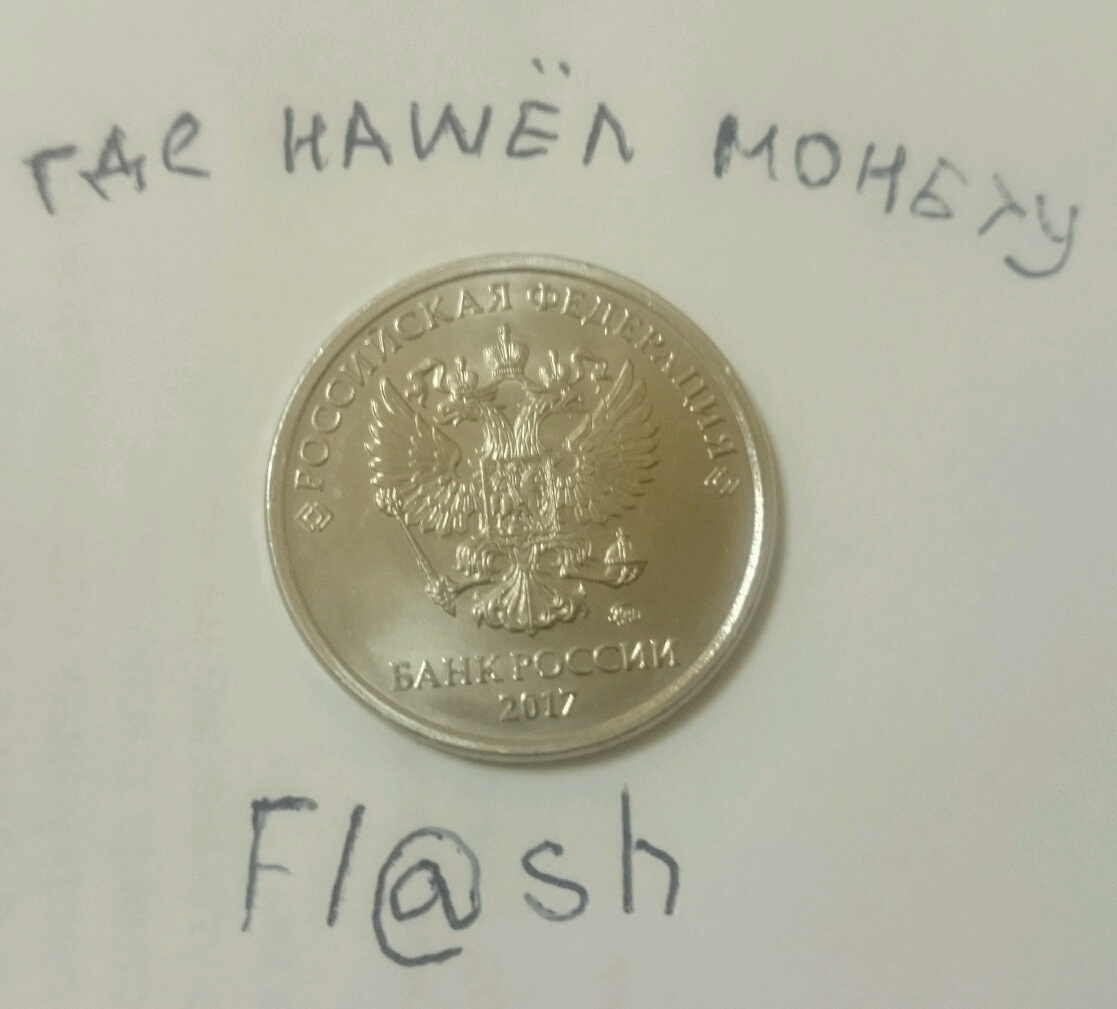 ГДЕ НАШЁЛ МОНЕТУ
РОССИЙСКАЯ ФЕДЕРАЦИЯ
БАНК РОССИИ
2017
Fl@sh